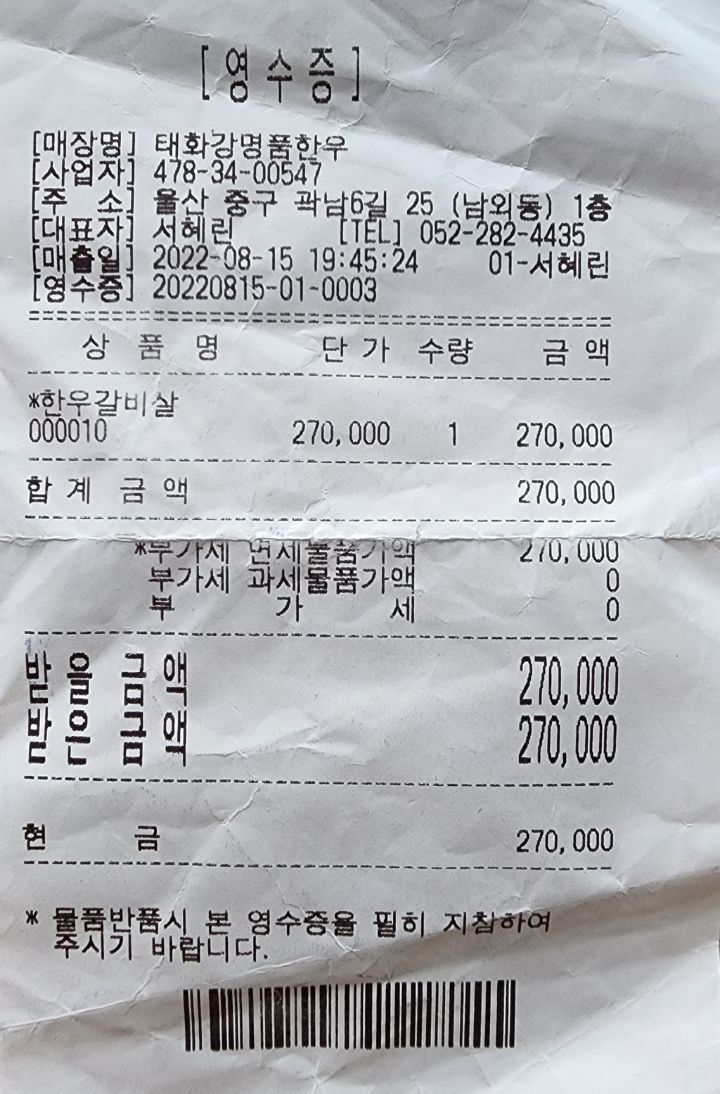 [영수증]
[매장명] 태화강명품한우
[사업자] 478-34-00547
[주 소] 울산 중구 곽남6길 25 (남외동) 1층
[대표자] 서혜린 [TEL] 052-282-4435
[매출일] 2022-08-15 19:45:24 01-서혜린
[영수증] 20220815-01-0003
상 품 명 단 가 수량 금 액
*한우갈비살
000010 270,000 1 270,000
합 계 금 액 270,000
*부가세 면세물품가액 270,000
부가세 과세물품가액 0
부 가 세 0
받 을 금 액 270,000
받 은 금 액 270,000
현 금 270,000
* 물품반품시 본 영수증을 필히 지참하여
주시기 바랍니다.